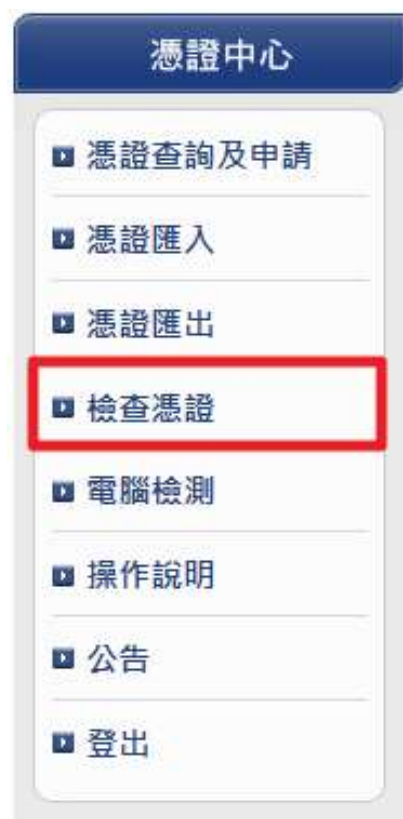 憑證中心
憑證查詢及申請
憑證匯入
憑證匯出
檢查憑證
電腦檢測
操作說明
公告
登出